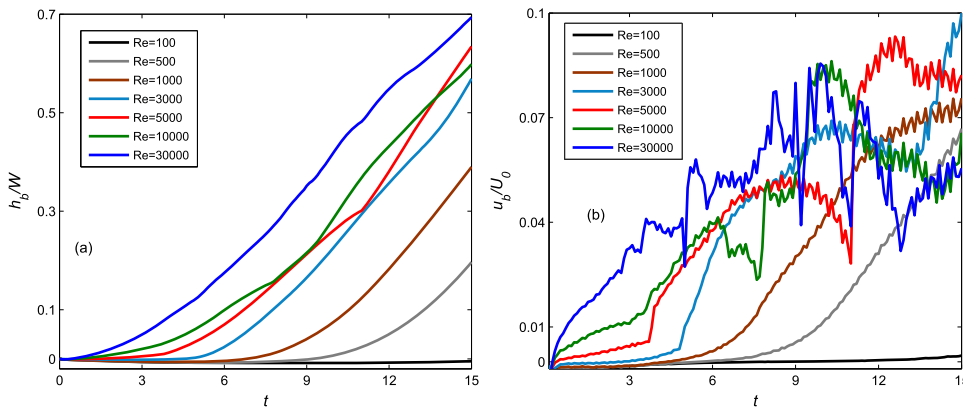 0.7
0.5
0.3
0.1
0
h_b/W
(a)
Re=100
Re=500
Re=1000
Re=3000
Re=5000
Re=10000
Re=30000
0
3
6
9
12
15
t
0.1
0.07
0.04
0.01
0
u_b/U_0
(b)
Re=100
Re=500
Re=1000
Re=3000
Re=5000
Re=10000
Re=30000
3
6
9
12
15
t